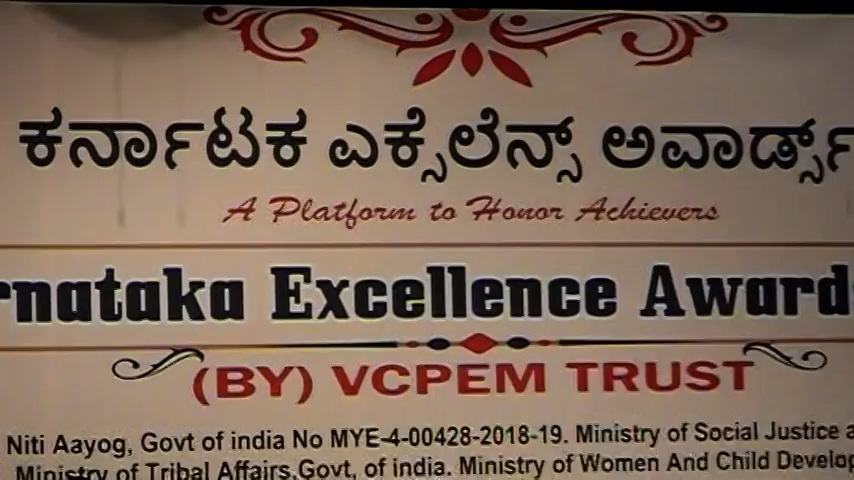 ಕರ್ನಾಟಕ ಎಕ್ಸೆಲೆನ್ಸ್ ಅವಾರ್ಡ್ಸ್
A Platform to Honor Achievers
rnataka Excellence Award
(BY) VCPEM TRUST
Niti Aayog, Govt of india No MYE-4-00428-2018-19. Ministry of Social Justice a
Ministry of Tribal Affairs,Govt, of india. Ministry of Women And Child Develop